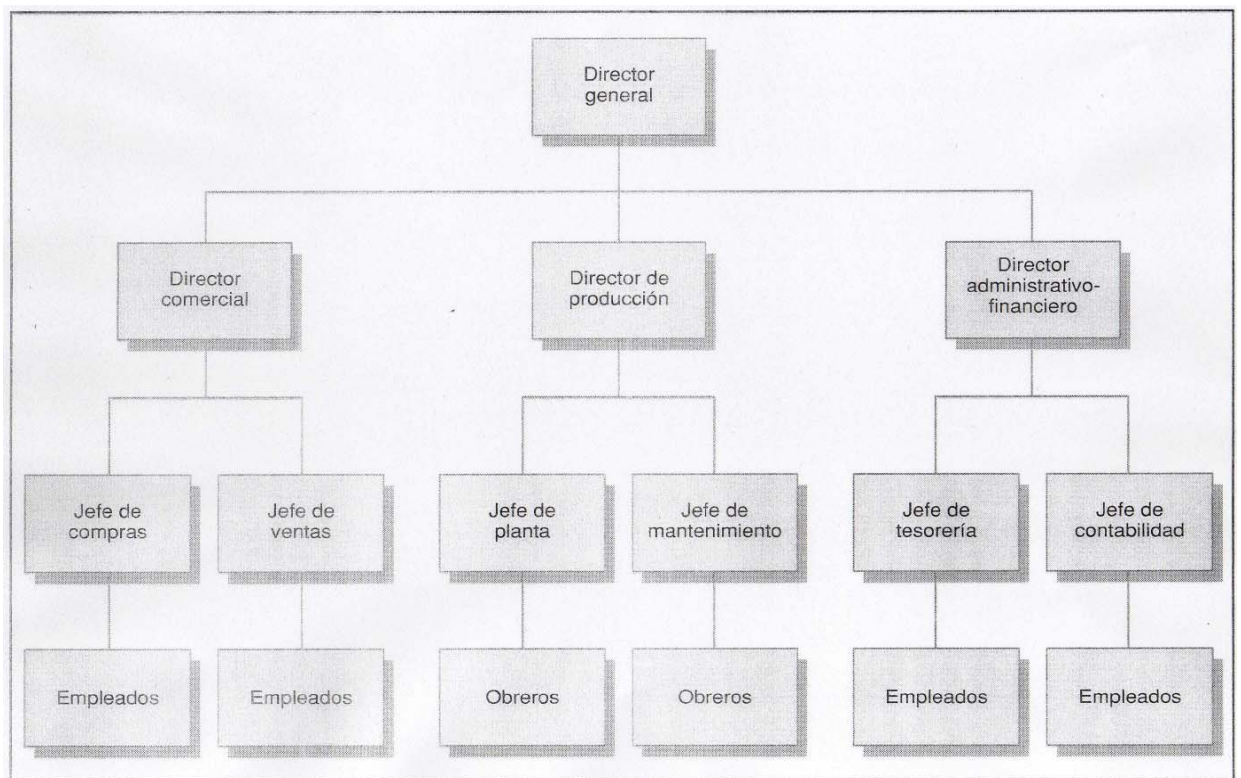 Director
general
Director
comercial
Director de
producción
Director
administrativo-
financiero
Jefe de
compras
Jefe de
ventas
Jefe de
planta
Jefe de
mantenimiento
Jefe de
tesorería
Jefe de
contabilidad
Empleados
Empleados
Obreros
Obreros
Empleados
Empleados